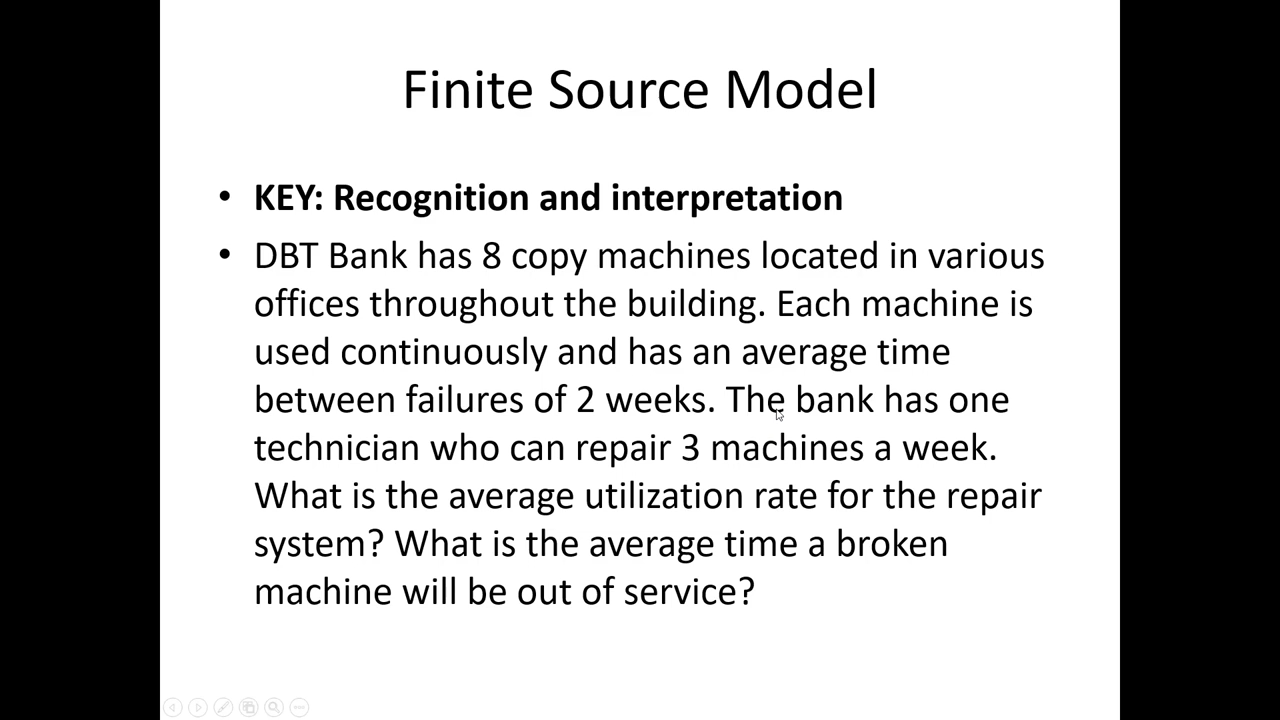 Finite Source Model
• KEY: Recognition and interpretation
• DBT Bank has 8 copy machines located in various
offices throughout the building. Each machine is
used continuously and has an average time
between failures of 2 weeks. The bank has one
technician who can repair 3 machines a week.
What is the average utilization rate for the repair
system? What is the average time a broken
machine will be out of service?